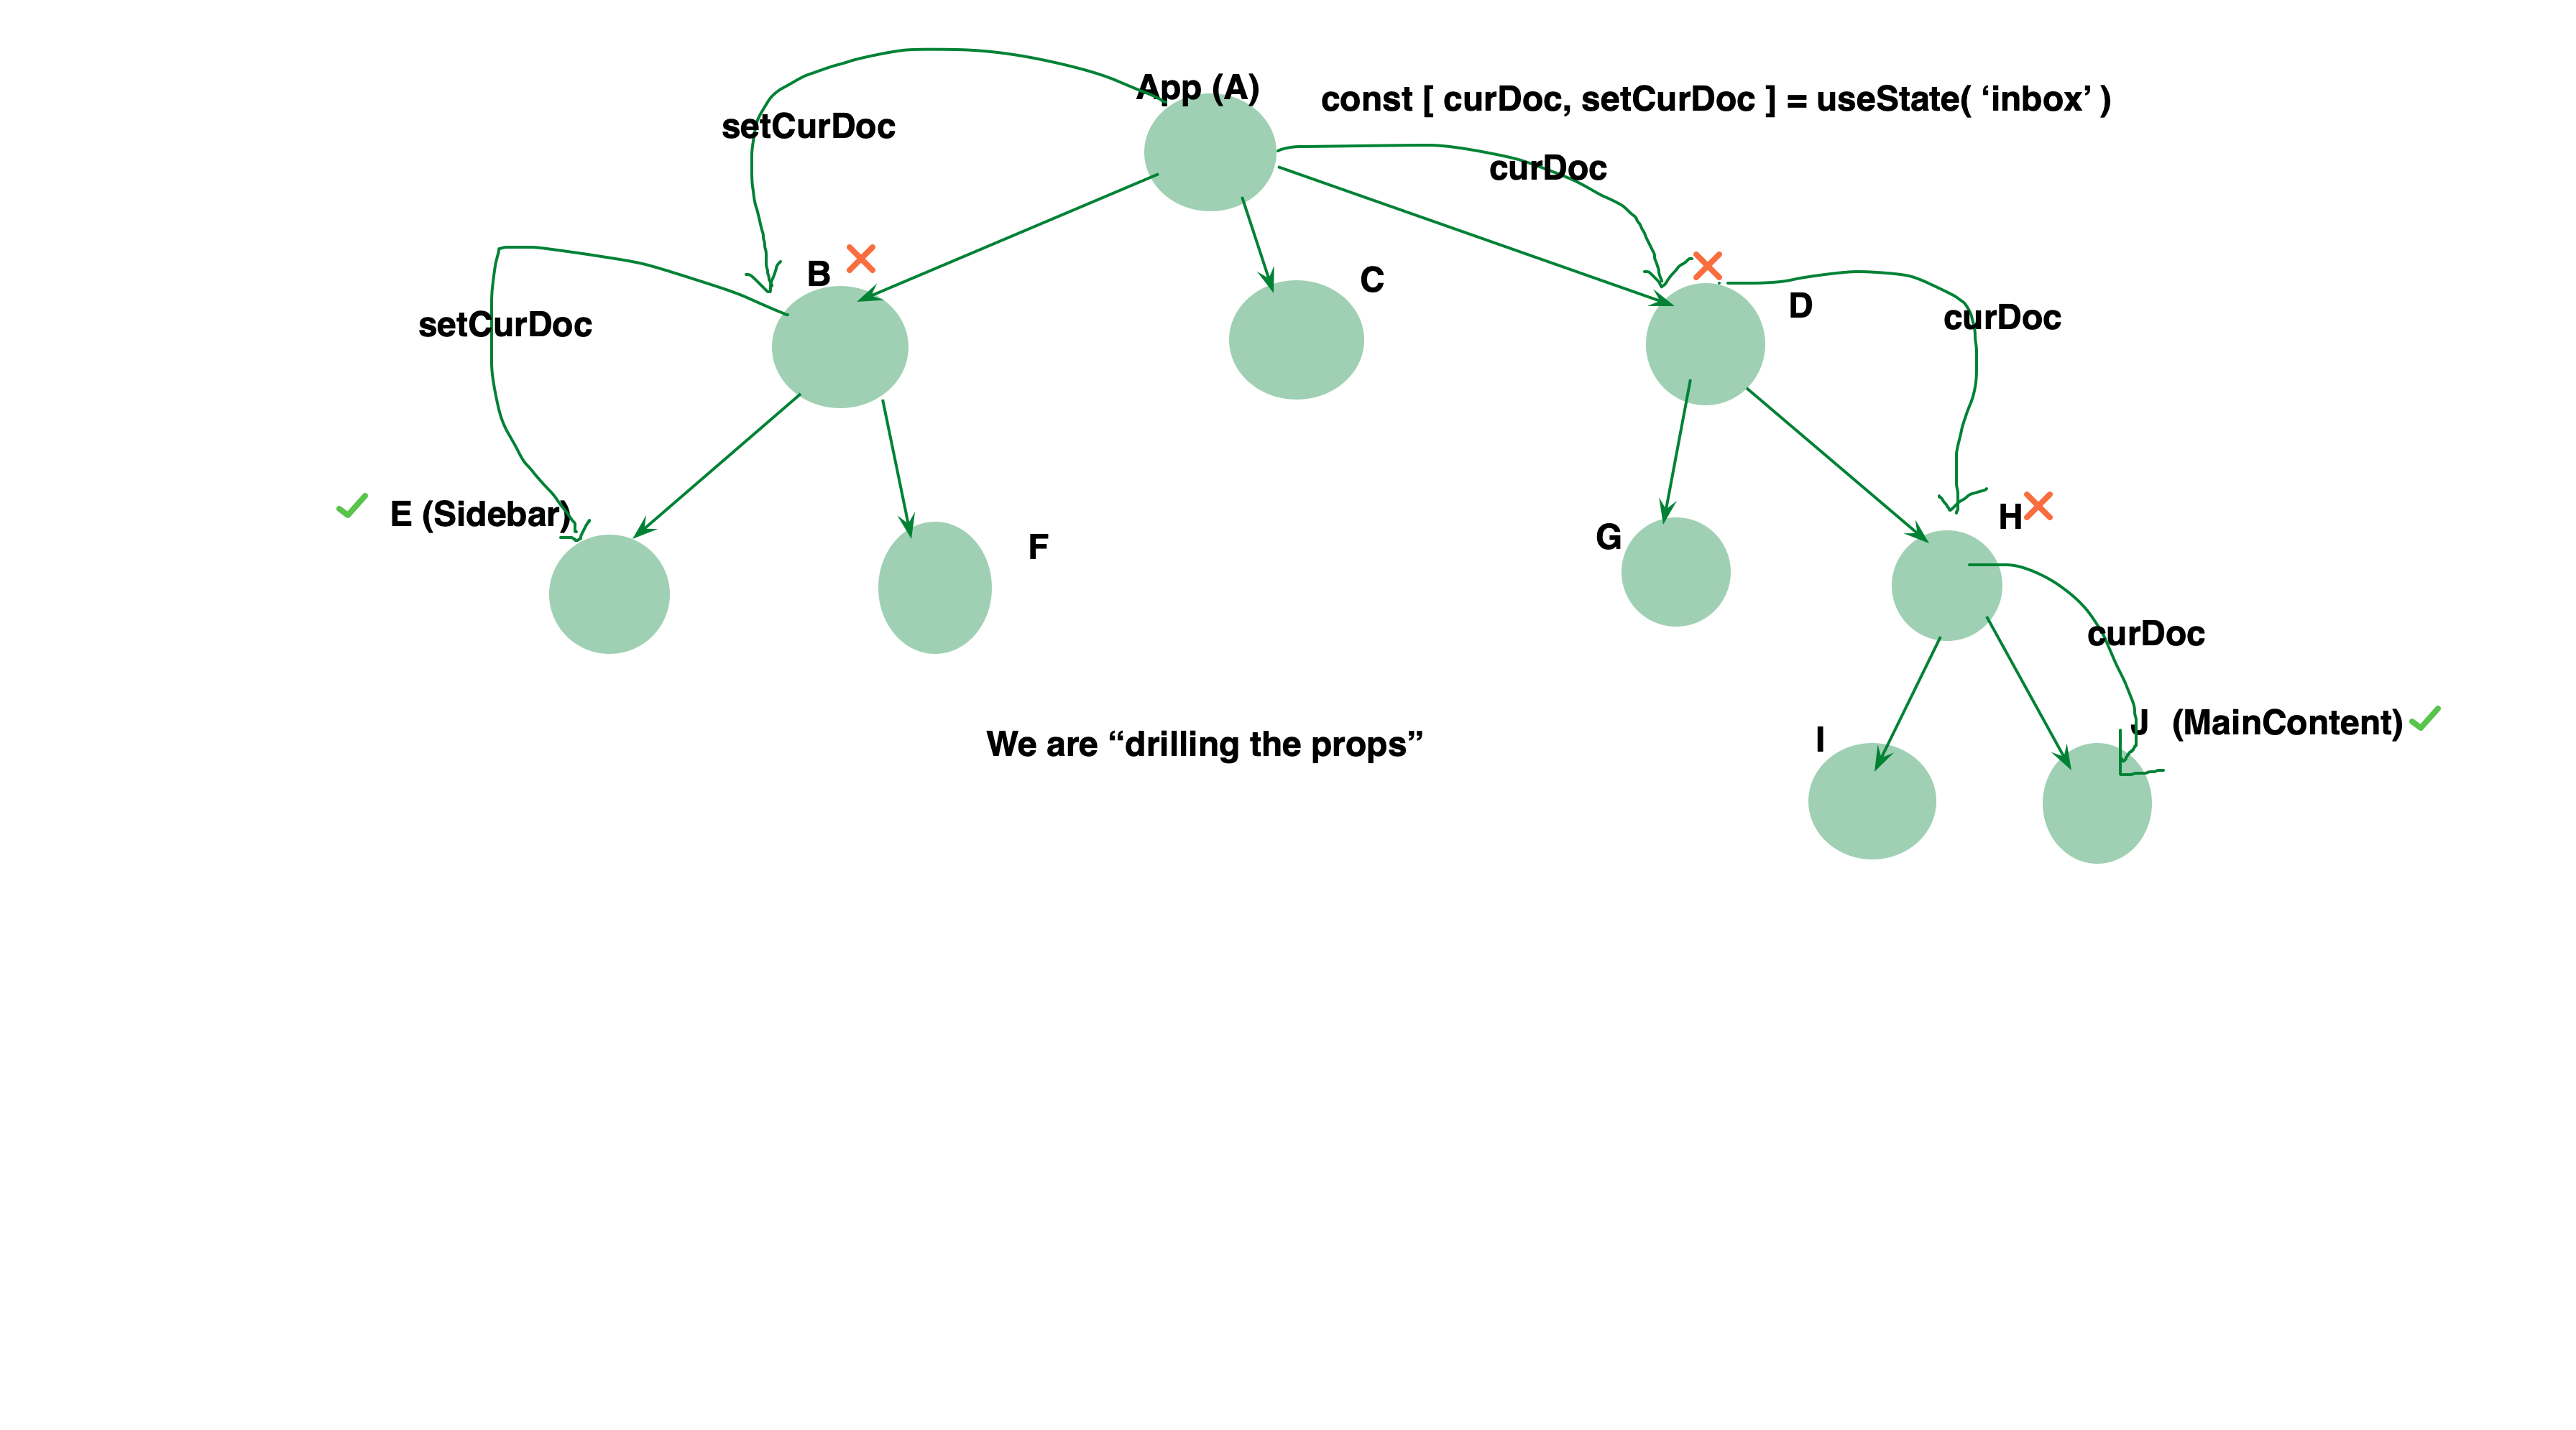 App (A)
const [ curDoc, setCurDoc ] = useState( ‘inbox’ )
setCurDoc
curDoc
B
C
D
curDoc
setCurDoc
E (Sidebar)
F
G
H
curDoc
I
J (MainContent)
We are “drilling the props”